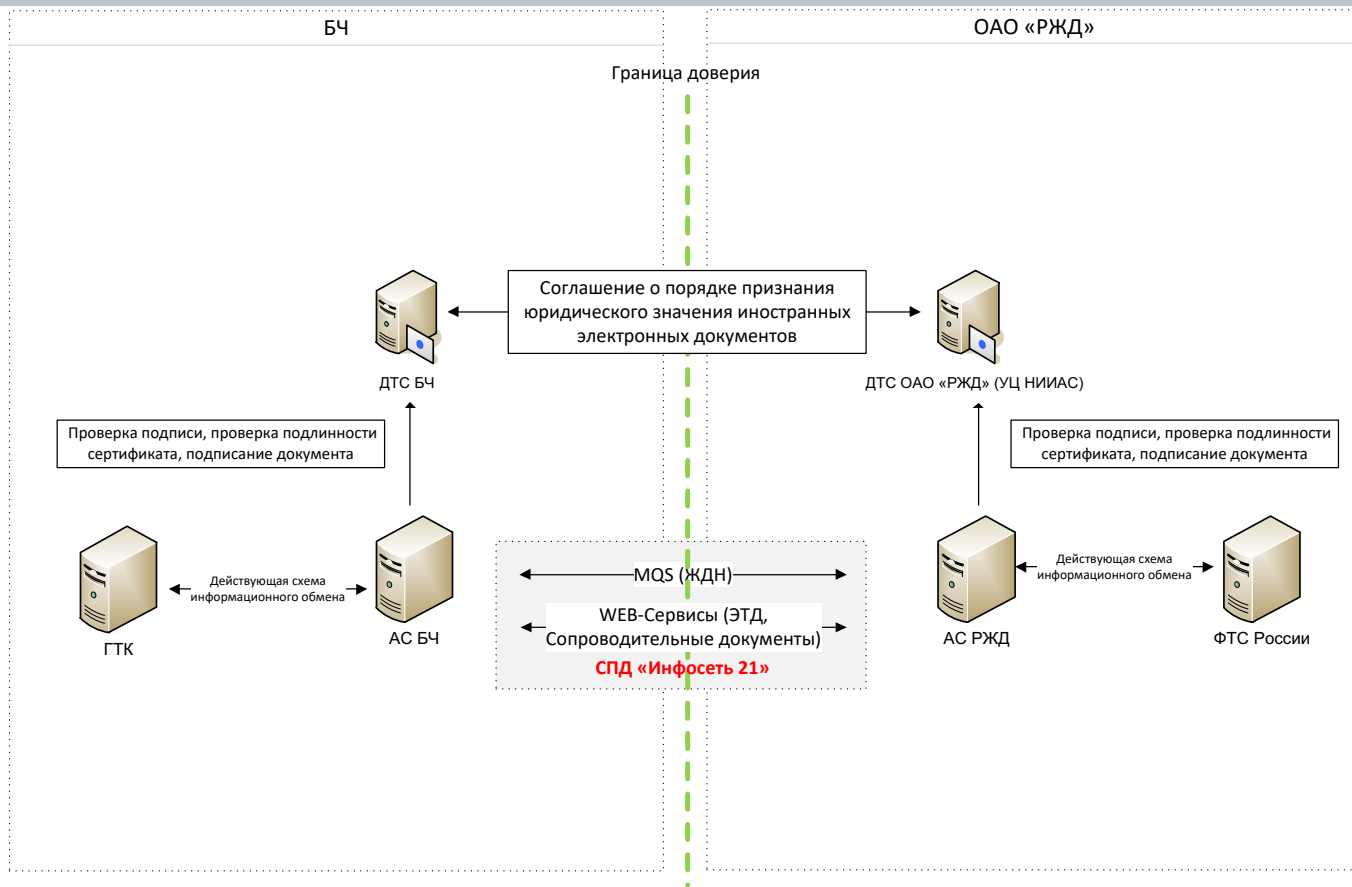 БЧ
ОАО «РЖД»
Граница доверия
Соглашение о порядке признания
юридического значения иностранных
электронных документов
ДТС БЧ
ДТС ОАО «РЖД» (УЦ НИИАС)
Проверка подписи, проверка подлинности
сертификата, подписание документа
Проверка подписи, проверка подлинности
сертификата, подписание документа
Действующая схема
информационного обмена
ГТК
АС БЧ
MQS (ЖДН)
WEB-Сервисы (ЭТД,
Сопроводительные документы)
СПД «Инфосеть 21»
Действующая схема
информационного обмена
АС РЖД
ФТС России